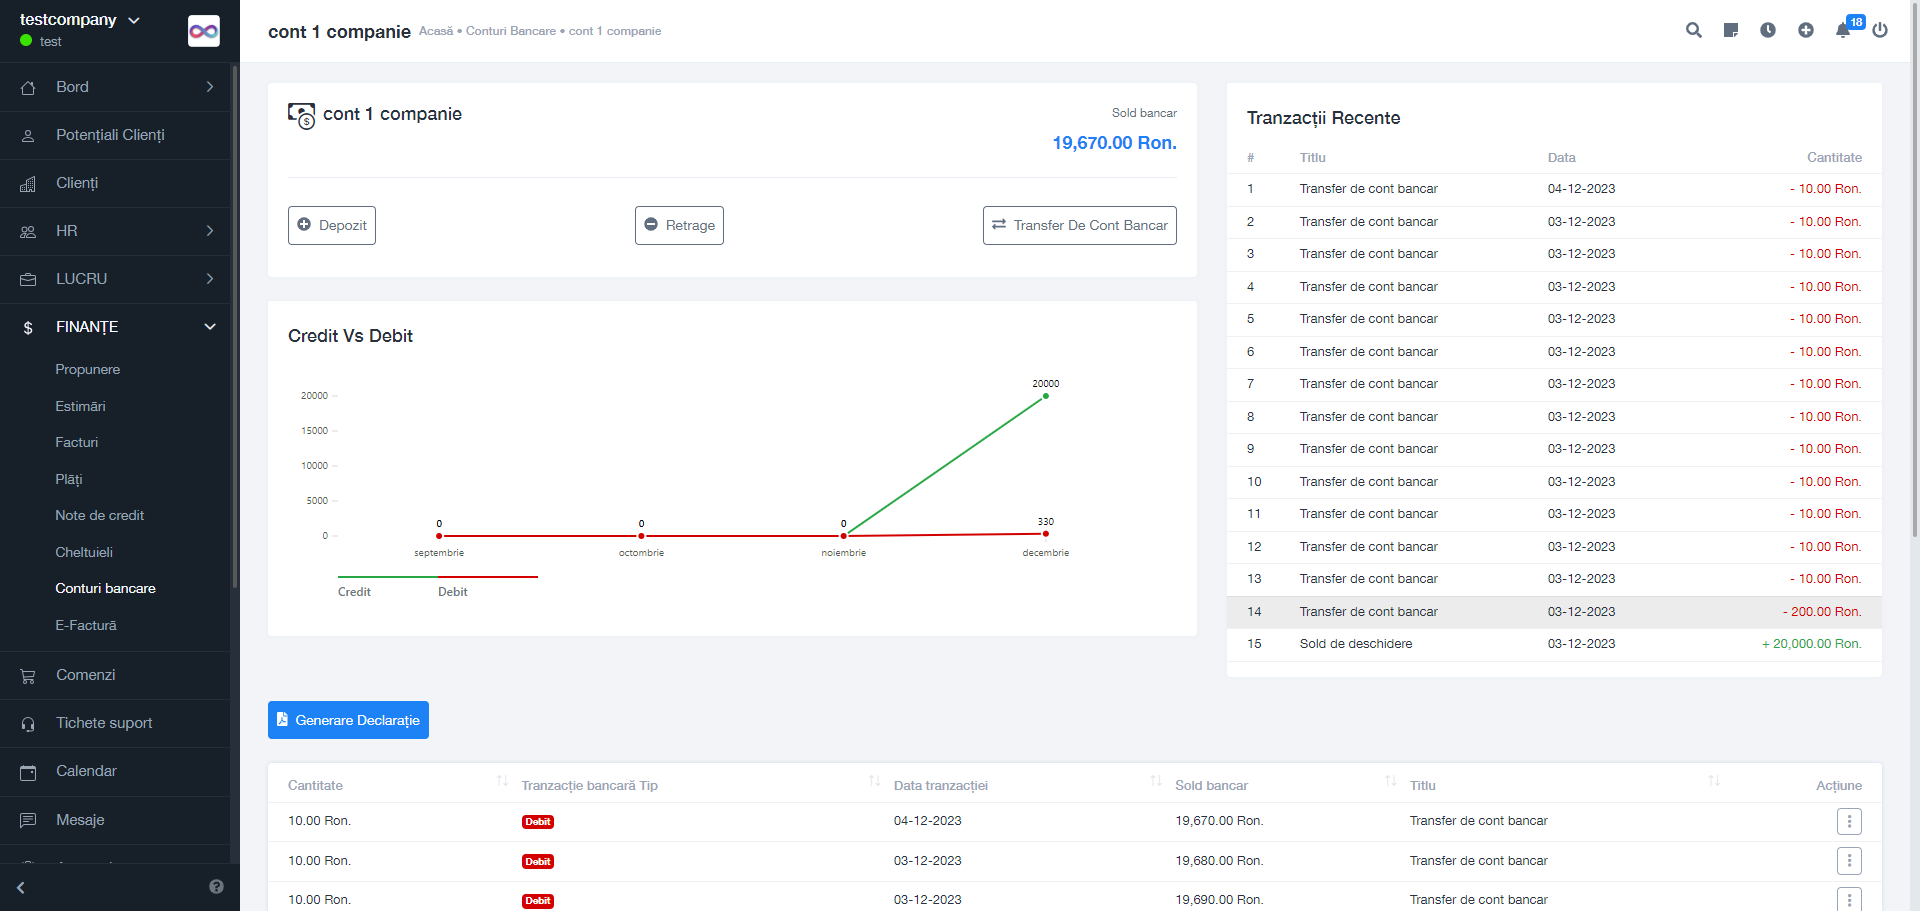 testcompany
test
Bord
Potențiali Clienți
Clienți
HR
LUCRU
$ FINANȚE
Propunere
Estimări
Facturi
Plăți
Note de credit
Cheltuieli
Conturi bancare
E-Factură
Comenzi
Tichete suport
Calendar
Mesaje
cont 1 companie Acasă • Conturi Bancare • cont 1 companie
18
cont 1 companie
Sold bancar
19,670.00 Ron.
Depozit Retrage Transfer De Cont Bancar
Credit Vs Debit
20000
20000
15000
10000
5000
0 0 0 0 330
septembrie octombrie noiembrie decembrie
Credit Debit
Tranzacții Recente
# Titlu Data Cantitate
1 Transfer de cont bancar 04-12-2023 - 10.00 Ron.
2 Transfer de cont bancar 03-12-2023 - 10.00 Ron.
3 Transfer de cont bancar 03-12-2023 - 10.00 Ron.
4 Transfer de cont bancar 03-12-2023 - 10.00 Ron.
5 Transfer de cont bancar 03-12-2023 - 10.00 Ron.
6 Transfer de cont bancar 03-12-2023 - 10.00 Ron.
7 Transfer de cont bancar 03-12-2023 - 10.00 Ron.
8 Transfer de cont bancar 03-12-2023 - 10.00 Ron.
9 Transfer de cont bancar 03-12-2023 - 10.00 Ron.
10 Transfer de cont bancar 03-12-2023 - 10.00 Ron.
11 Transfer de cont bancar 03-12-2023 - 10.00 Ron.
12 Transfer de cont bancar 03-12-2023 - 10.00 Ron.
13 Transfer de cont bancar 03-12-2023 - 10.00 Ron.
14 Transfer de cont bancar 03-12-2023 - 200.00 Ron.
15 Sold de deschidere 03-12-2023 + 20,000.00 Ron.
Generare Declarație
Cantitate Tranzacție bancară Tip Data tranzacției Sold bancar Titlu Acțiune
10.00 Ron. Debit 04-12-2023 19,670.00 Ron. Transfer de cont bancar
10.00 Ron. Debit 03-12-2023 19,680.00 Ron. Transfer de cont bancar
10.00 Ron. Debit 03-12-2023 19,690.00 Ron. Transfer de cont bancar